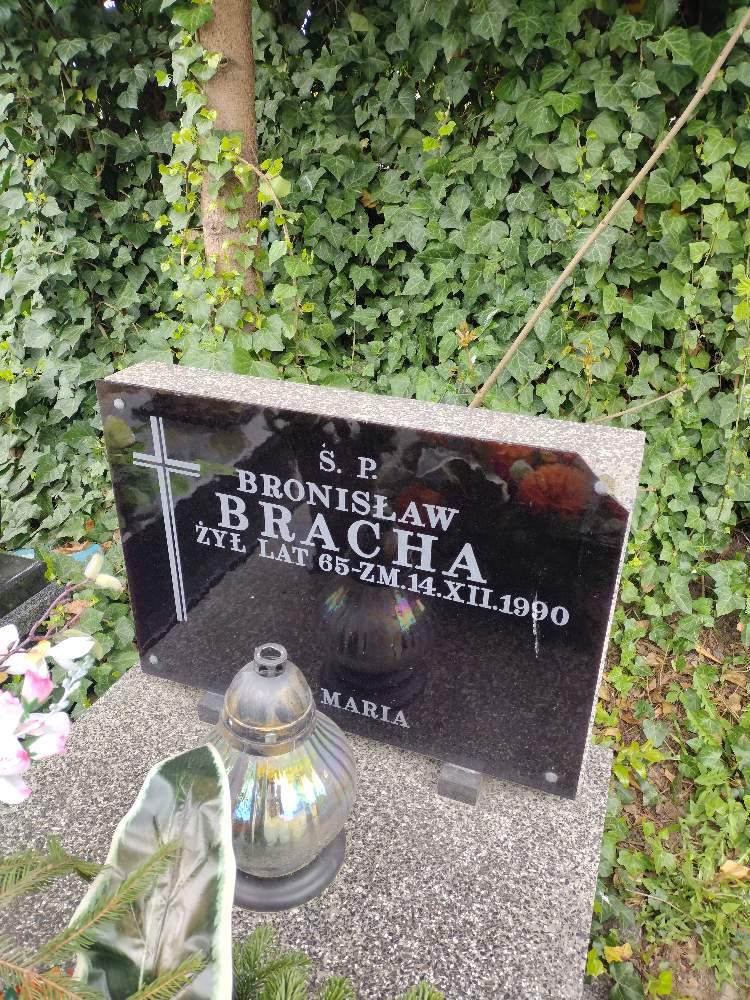 Ś. P.
BRONISŁAW
BRACHA
ŻYŁ LAT 65-ZM.14.XII.1990
MARIA